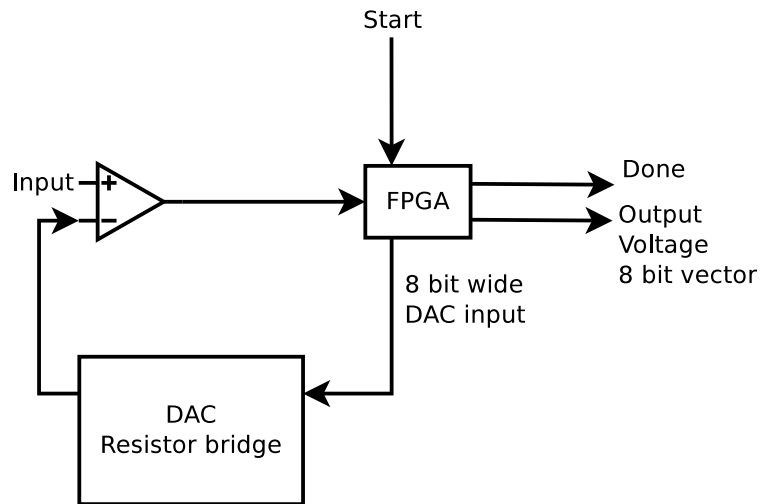 Start
Input
+
−
FPGA
Done
Output
Voltage
8 bit vector
8 bit wide
DAC input
DAC
Resistor bridge